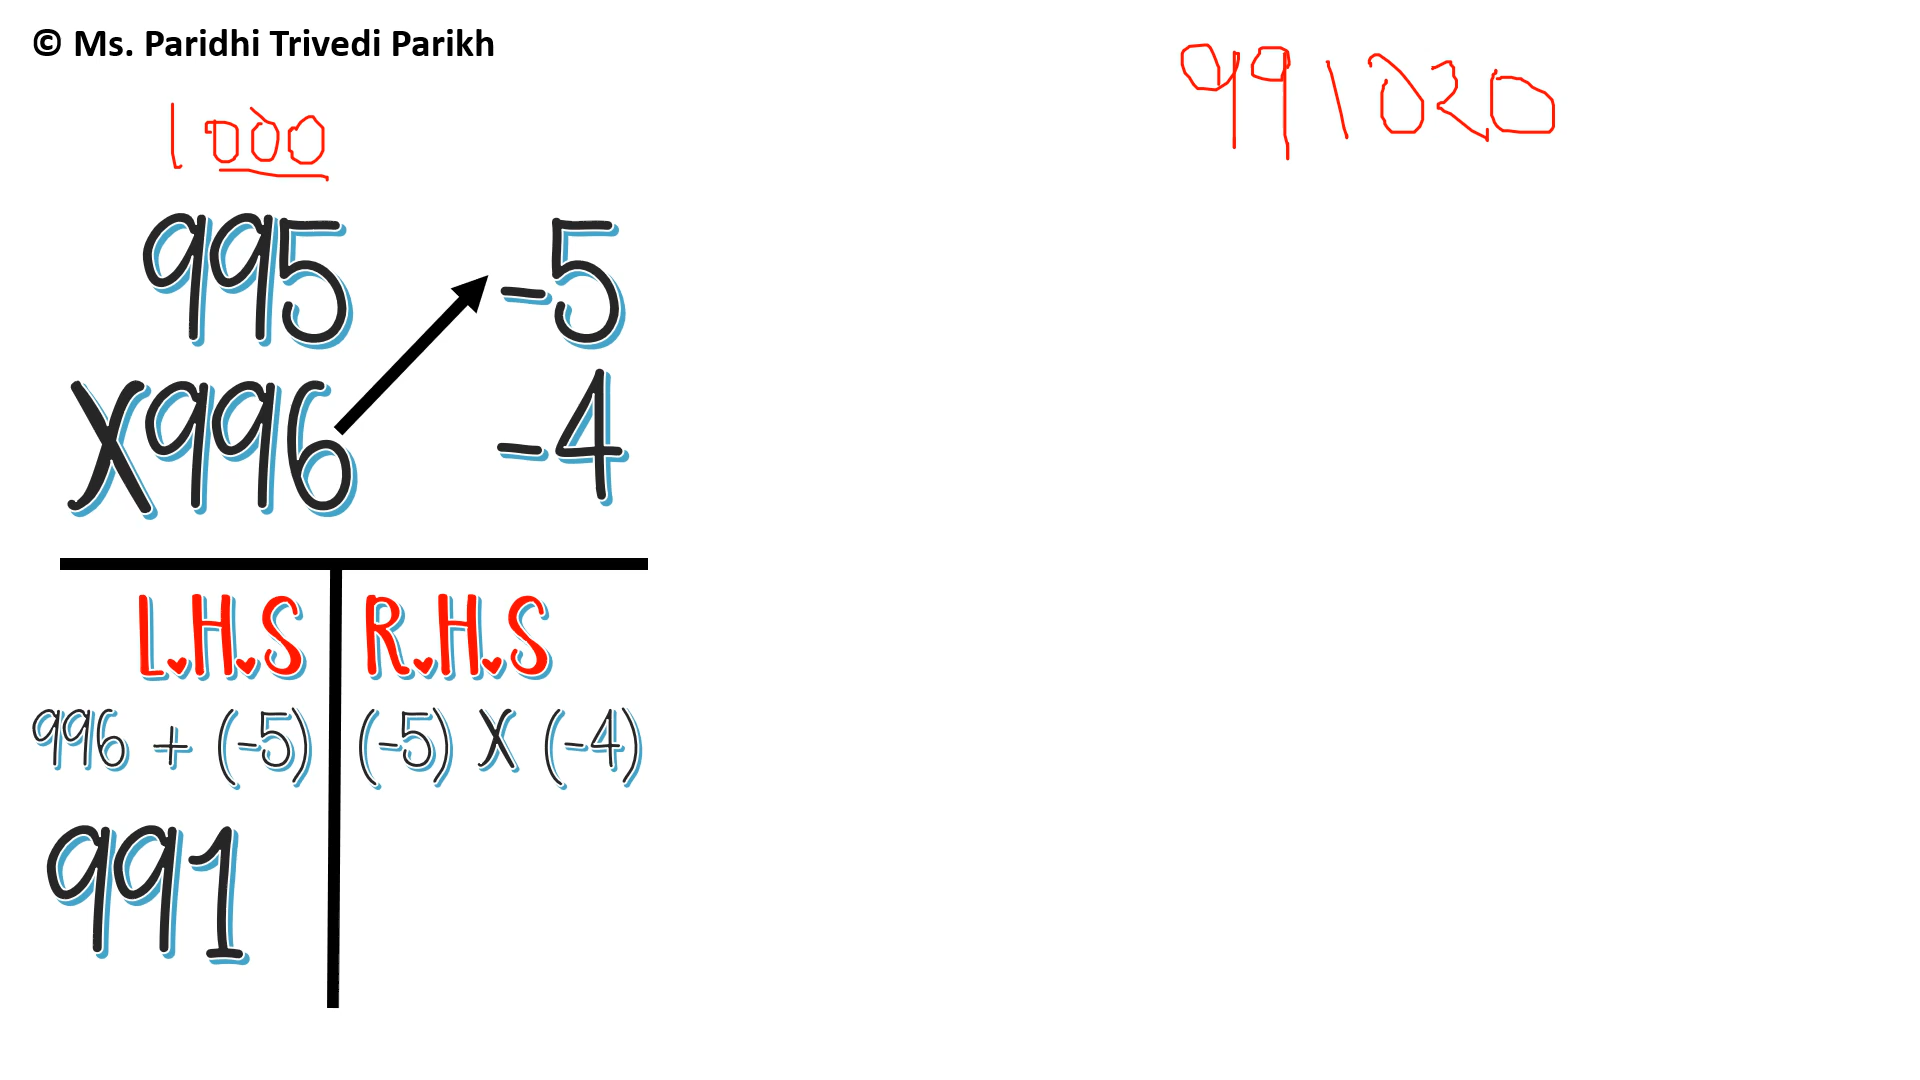 © Ms. Paridhi Trivedi Parikh
991020
1000
995 -5
X996 -4
L.H.S R.H.S
996 + (-5) (-5) X (-4)
991